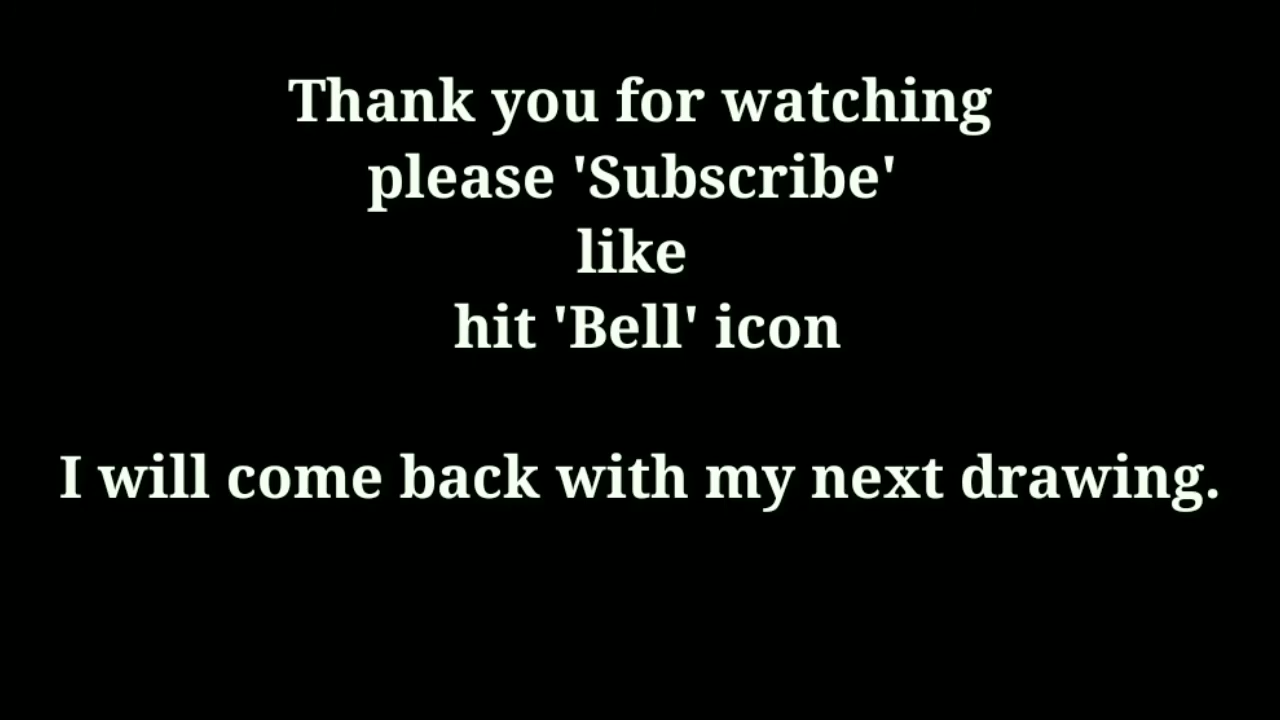 Thank you for watching
please 'Subscribe'
like
hit 'Bell' icon
I will come back with my next drawing.